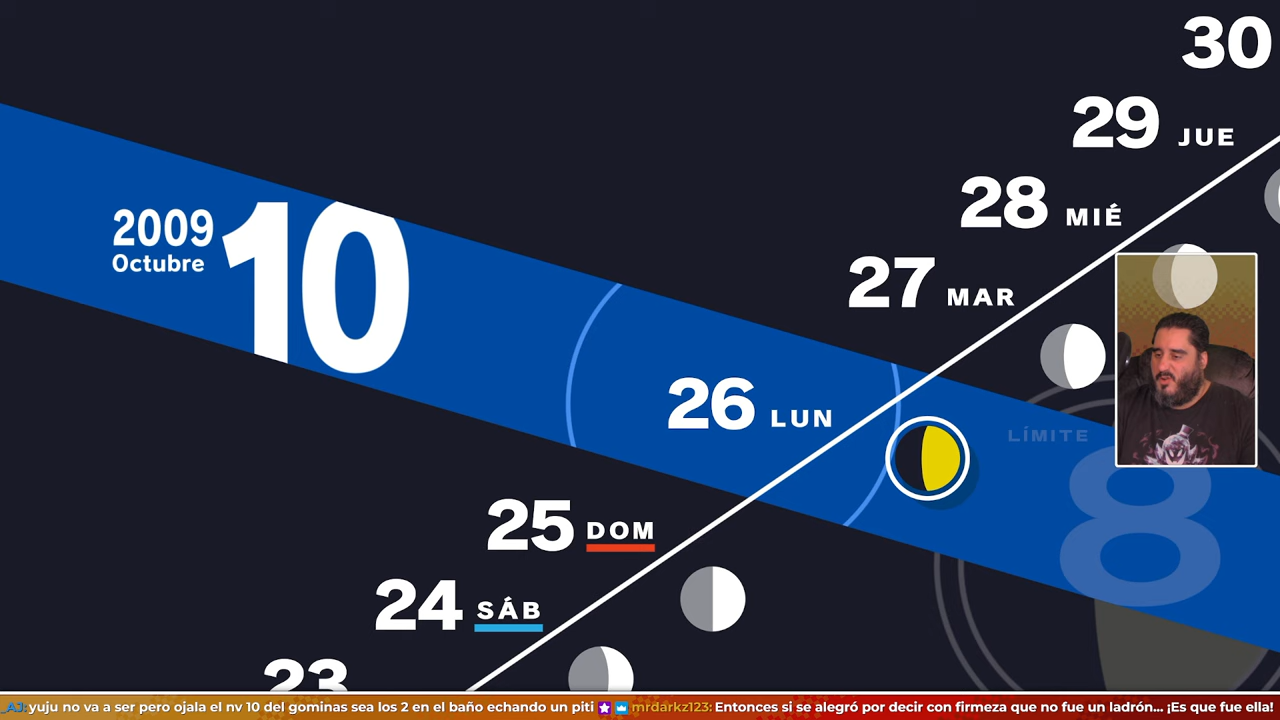 30
29 JUE
28 MIÉ
27 MAR
2009
Octubre
10
26 LUN
LÍMITE
8
25 DOM
24 SÁB
23
_AJ: yuju no va a ser pero ojala el nv 10 del gominas sea los 2 en el baño echando un piti mrdarkz123: Entonces si se alegró por decir con firmeza que no fue un ladrón... ¡Es que fue ella!